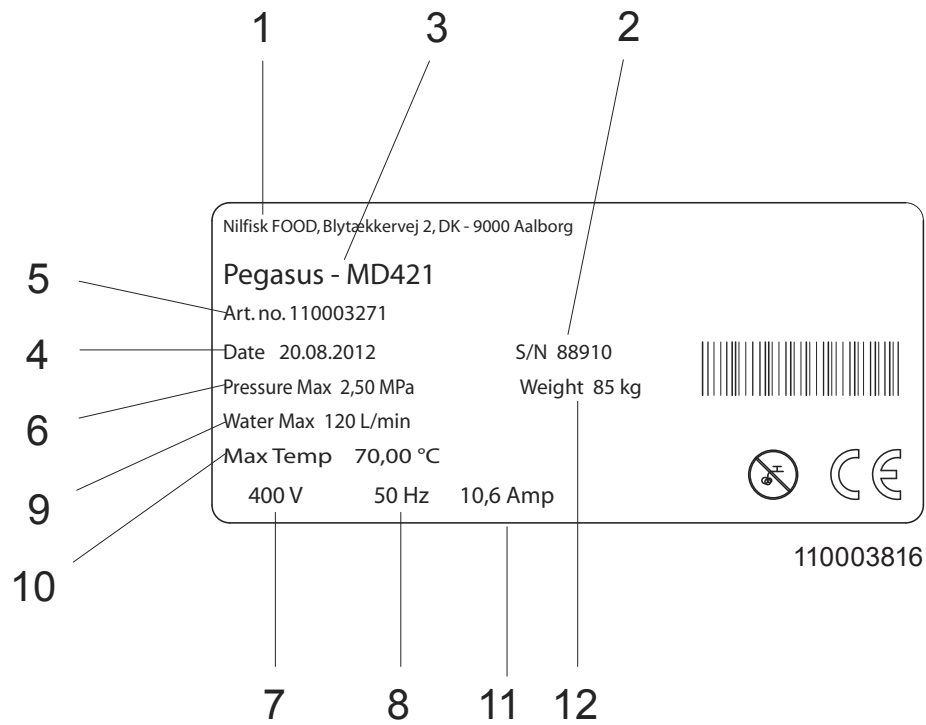 1 3 2
Nilfisk FOOD, Blytækkervej 2, DK - 9000 Aalborg
Pegasus - MD421
5
Art. no. 110003271
4
Date 20.08.2012 S/N 88910
Pressure Max 2,50 MPa Weight 85 kg
6
Water Max 120 L/min
Max Temp 70,00 °C
9
400 V 50 Hz 10,6 Amp
CE
110003816
10
7 8 11 12